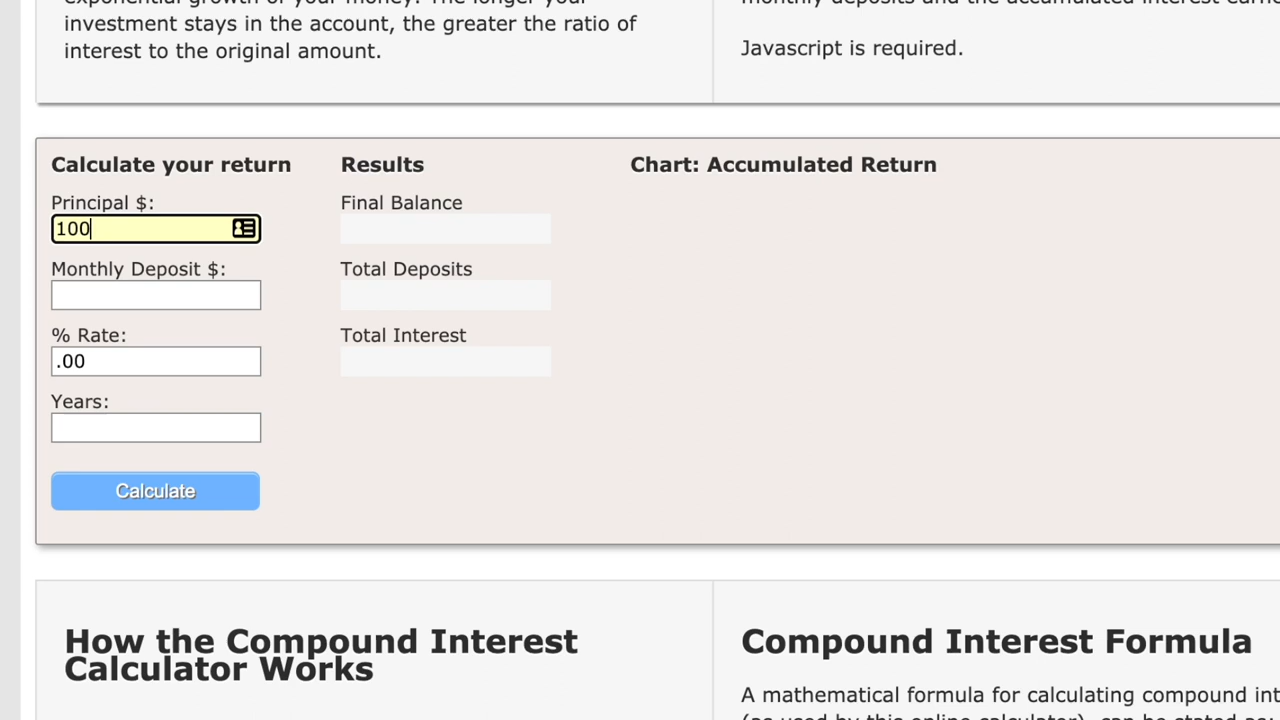 investment stays in the account, the greater the ratio of
interest to the original amount.
Javascript is required.
Calculate your return
Principal $:
100
Monthly Deposit $:
% Rate:
.00
Years:
Calculate
Results
Final Balance
Total Deposits
Total Interest
Chart: Accumulated Return
How the Compound Interest
Calculator Works
Compound Interest Formula
A mathematical formula for calculating compound int